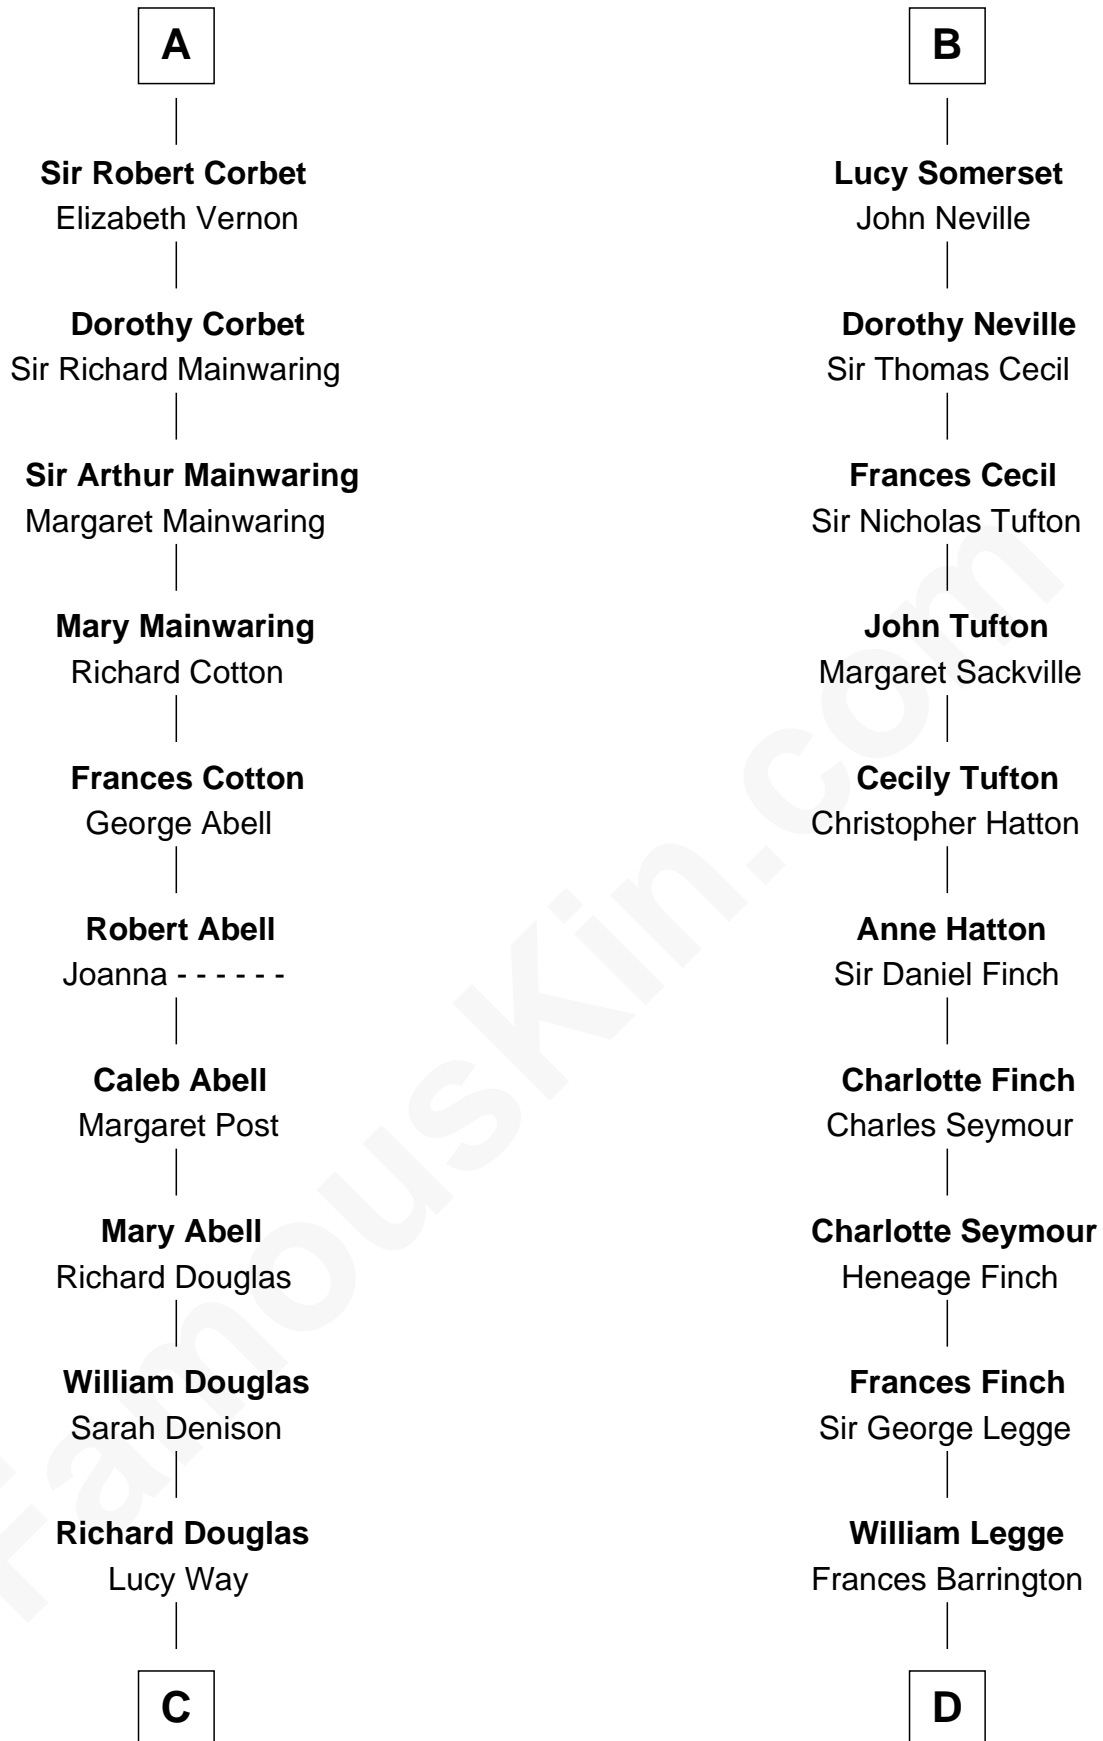 A
Sir Robert Corbet
Elizabeth Vernon
Dorothy Corbet
Sir Richard Mainwaring
Sir Arthur Mainwaring
Margaret Mainwaring
Mary Mainwaring
Richard Cotton
Frances Cotton
George Abell
Robert Abell
Joanna - - - - - -
Caleb Abell
Margaret Post
Mary Abell
Richard Douglas
William Douglas
Sarah Denison
Richard Douglas
Lucy Way
C
B
Lucy Somerset
John Neville
Dorothy Neville
Sir Thomas Cecil
Frances Cecil
Sir Nicholas Tufton
John Tufton
Margaret Sackville
Cecily Tufton
Christopher Hatton
Anne Hatton
Sir Daniel Finch
Charlotte Finch
Charles Seymour
Charlotte Seymour
Heneage Finch
Frances Finch
Sir George Legge
William Legge
Frances Barrington
D
FamousKin.com